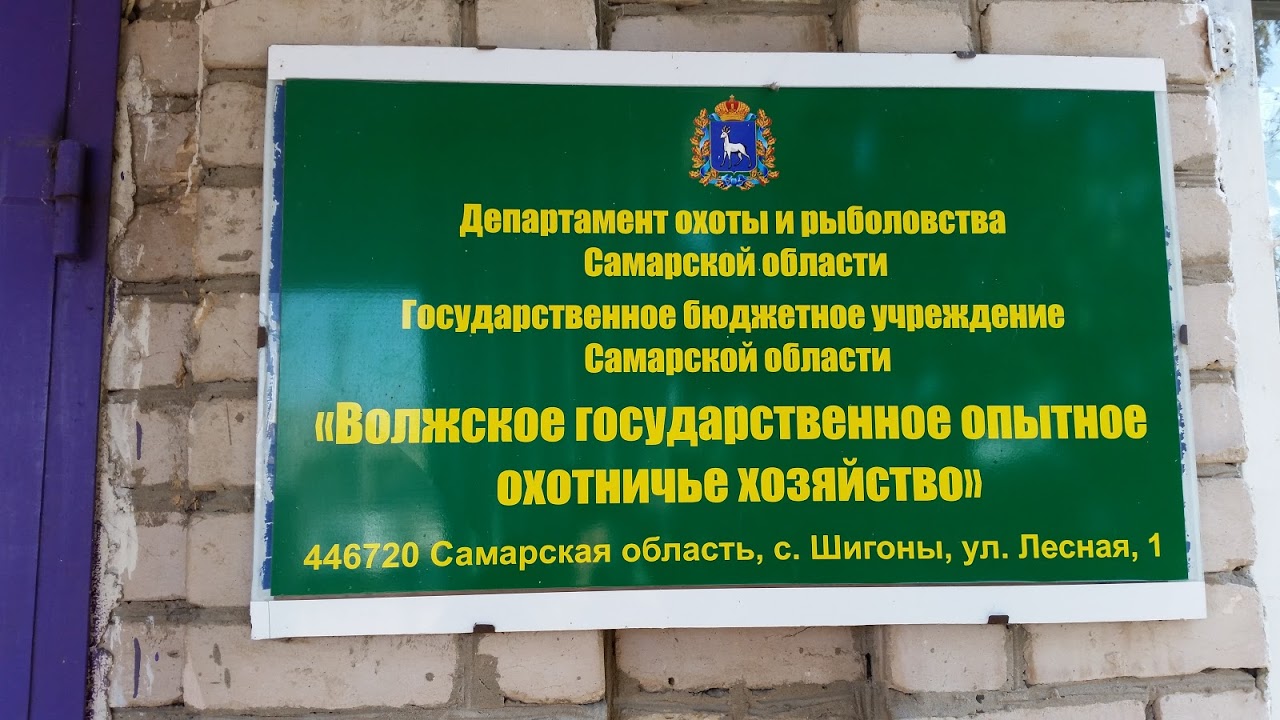 Департамент охоты и рыболовства
Самарской области
Государственное бюджетное учреждение
Самарской области
«Волжское государственное опытное
охотничье хозяйство»
446720 Самарская область, с. Шигоны, ул. Лесная, 1